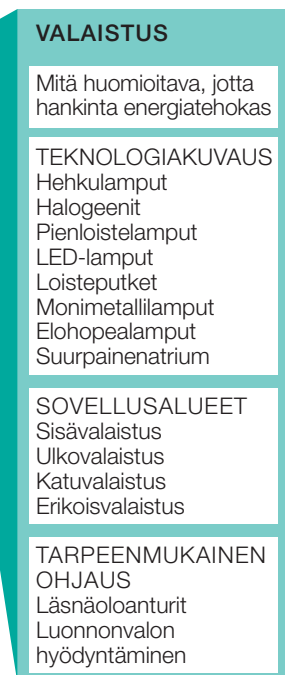 VALAISTUS
Mitä huomioitava, jotta
hankinta energiatehokas
TEKNOLOGIAKUVAUS
Hehkulamput
Halogeenit
Pienloistelamput
LED-lamput
Loisteputket
Monimetallilamput
Elohopealamput
Suurpainenatrium
SOVELLUSALUEET
Sisävalaistus
Ulkovalaistus
Katuvalaistus
Erikoisvalaistus
TARPEENMUKAINEN
OHJAUS
Läsnäoloanturit
Luonnonvalon
hyödyntäminen